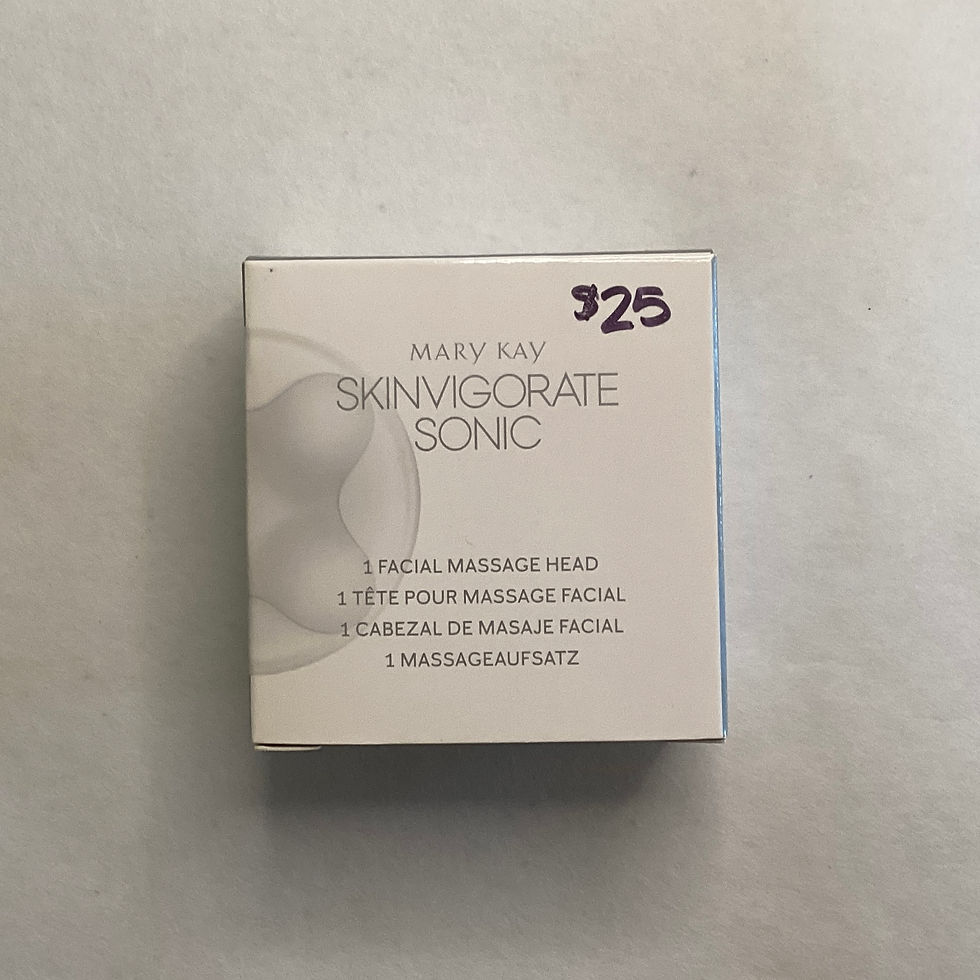 $25
MARY KAY
SKINVIGORATE
SONIC
1 FACIAL MASSAGE HEAD
1 TÊTE POUR MASSAGE FACIAL
1 CABEZAL DE MASAJE FACIAL
1 MASSAGEAUFSATZ